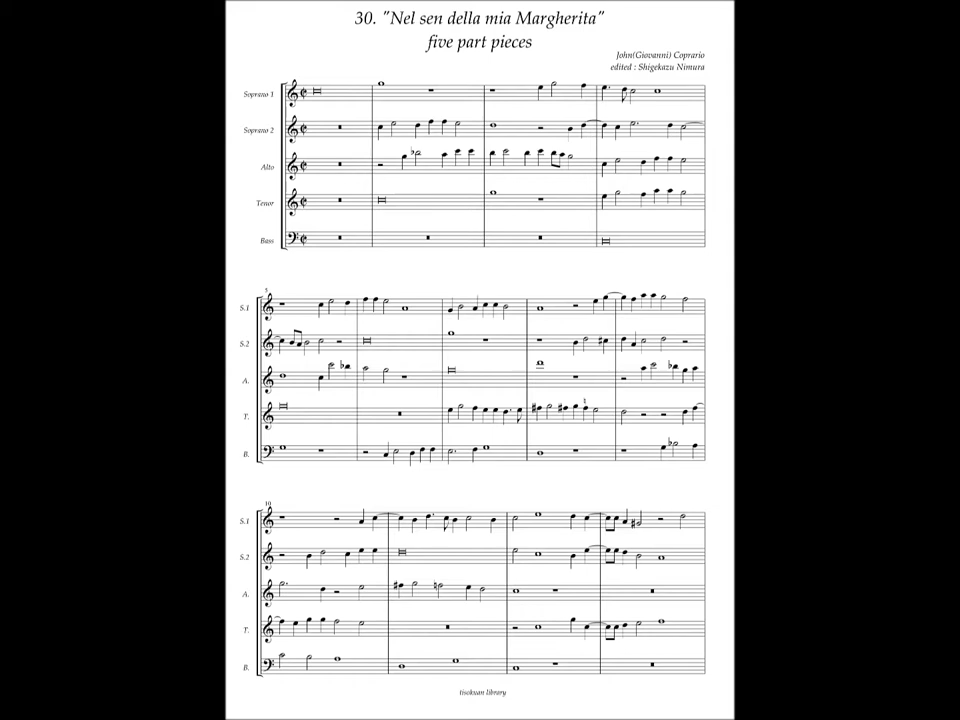 30. "Nel sen della mia Margherita"
five part pieces
John(Giovanni) Coprario
edited : Shigekazu Nimura
Soprano 1
Soprano 2
Alto
Tenor
Bass
5
S.1
S.2
A.
T.
B.
10
S.1
S.2
A.
T.
B.
tisokuan library